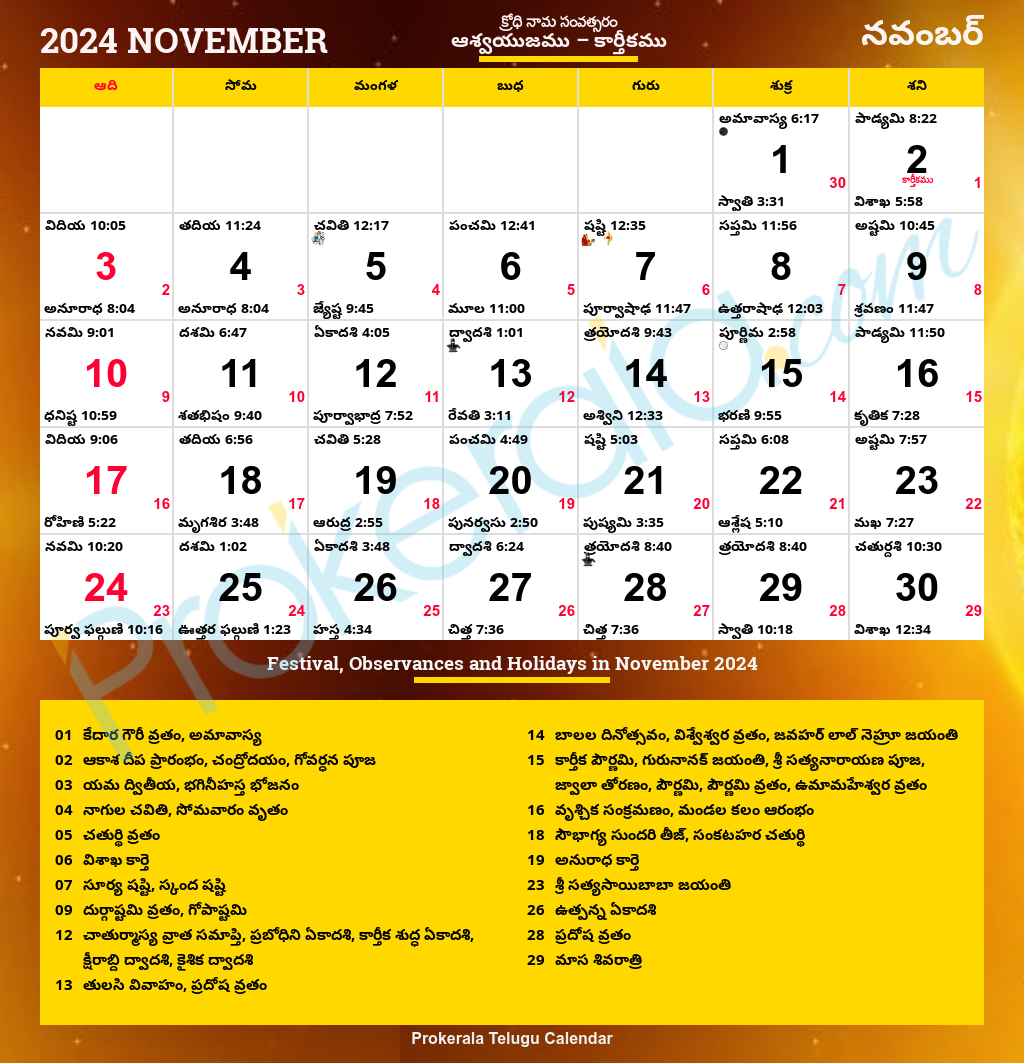 2024 NOVEMBER
క్రోధి నామ సంవత్సరం
ఆశ్వయుజము – కార్తీకము
నవంబర్
ఆది సోమ మంగళ బుధ గురు శుక్ర శని
అమావాస్య 6:17 పాడ్యమి 8:22
1 2
కార్తీకము
30 1
స్వాతి 3:31 విశాఖ 5:58
విదియ 10:05 తదియ 11:24 చవితి 12:17 పంచమి 12:41 షష్టి 12:35 సప్తమి 11:56 అష్టమి 10:45
3 4 5 6 7 8 9
2 3 4 5 6 7 8
అనూరాధ 8:04 అనూరాధ 8:04 జ్యేష్ట 9:45 మూల 11:00 పూర్వాషాఢ 11:47 ఉత్తరాషాఢ 12:03 శ్రవణం 11:47
నవమి 9:01 దశమి 6:47 ఏకాదశి 4:05 ద్వాదశి 1:01 త్రయోదశి 9:43 పూర్ణిమ 2:58 పాడ్యమి 11:50
10 11 12 13 14 15 16
9 10 11 12 13 14 15
ధనిష్ట 10:59 శతభిషం 9:40 పూర్వాభాద్ర 7:52 రేవతి 3:11 అశ్విని 12:33 భరణి 9:55 కృతిక 7:28
విదియ 9:06 తదియ 6:56 చవితి 5:28 పంచమి 4:49 షష్టి 5:03 సప్తమి 6:08 అష్టమి 7:57
17 18 19 20 21 22 23
16 17 18 19 20 21 22
రోహిణి 5:22 మృగశిర 3:48 ఆరుద్ర 2:55 పునర్వసు 2:50 పుష్యమి 3:35 ఆశ్లేష 5:10 మఖ 7:27
నవమి 10:20 దశమి 1:02 ఏకాదశి 3:48 ద్వాదశి 6:24 త్రయోదశి 8:40 త్రయోదశి 8:40 చతుర్దశి 10:30
24 25 26 27 28 29 30
23 24 25 26 27 28 29
పూర్వ ఫల్గుణి 10:16 ఊత్తర ఫల్గుణి 1:23 హస్త 4:34 చిత్త 7:36 చిత్త 7:36 స్వాతి 10:18 విశాఖ 12:34
Prokerala.com
Festival, Observances and Holidays in November 2024
01 కేదార గౌరీ వ్రతం, అమావాస్య
02 ఆకాశ దీప ప్రారంభం, చంద్రోదయం, గోవర్ధన పూజ
03 యమ ద్వితీయ, భగినీహస్త భోజనం
04 నాగుల చవితి, సోమవారం వృతం
05 చతుర్థి వ్రతం
06 విశాఖ కార్తె
07 సూర్య షష్టి, స్కంద షష్టి
09 దుర్గాష్టమి వ్రతం, గోపాష్టమి
12 చాతుర్మాస్య వ్రాత సమాప్తి, ప్రబోధిని ఏకాదశి, కార్తీక శుద్ధ ఏకాదశి,
క్షీరాబ్ది ద్వాదశి, కైశిక ద్వాదశి
13 తులసి వివాహం, ప్రదోష వ్రతం
14 బాలల దినోత్సవం, విశ్వేశ్వర వ్రతం, జవహర్ లాల్ నెహ్రూ జయంతి
15 కార్తీక పౌర్ణమి, గురునానక్ జయంతి, శ్రీ సత్యనారాయణ పూజ,
జ్వాలా తోరణం, పౌర్ణమి, పౌర్ణమి వ్రతం, ఉమామహేశ్వర వ్రతం
16 వృశ్చిక సంక్రమణం, మండల కలం ఆరంభం
18 సౌభాగ్య సుందరి తీజ్, సంకటహర చతుర్థి
19 అనురాధ కార్తె
23 శ్రీ సత్యసాయిబాబా జయంతి
26 ఉత్పన్న ఏకాదశి
28 ప్రదోష వ్రతం
29 మాస శివరాత్రి
Prokerala Telugu Calendar